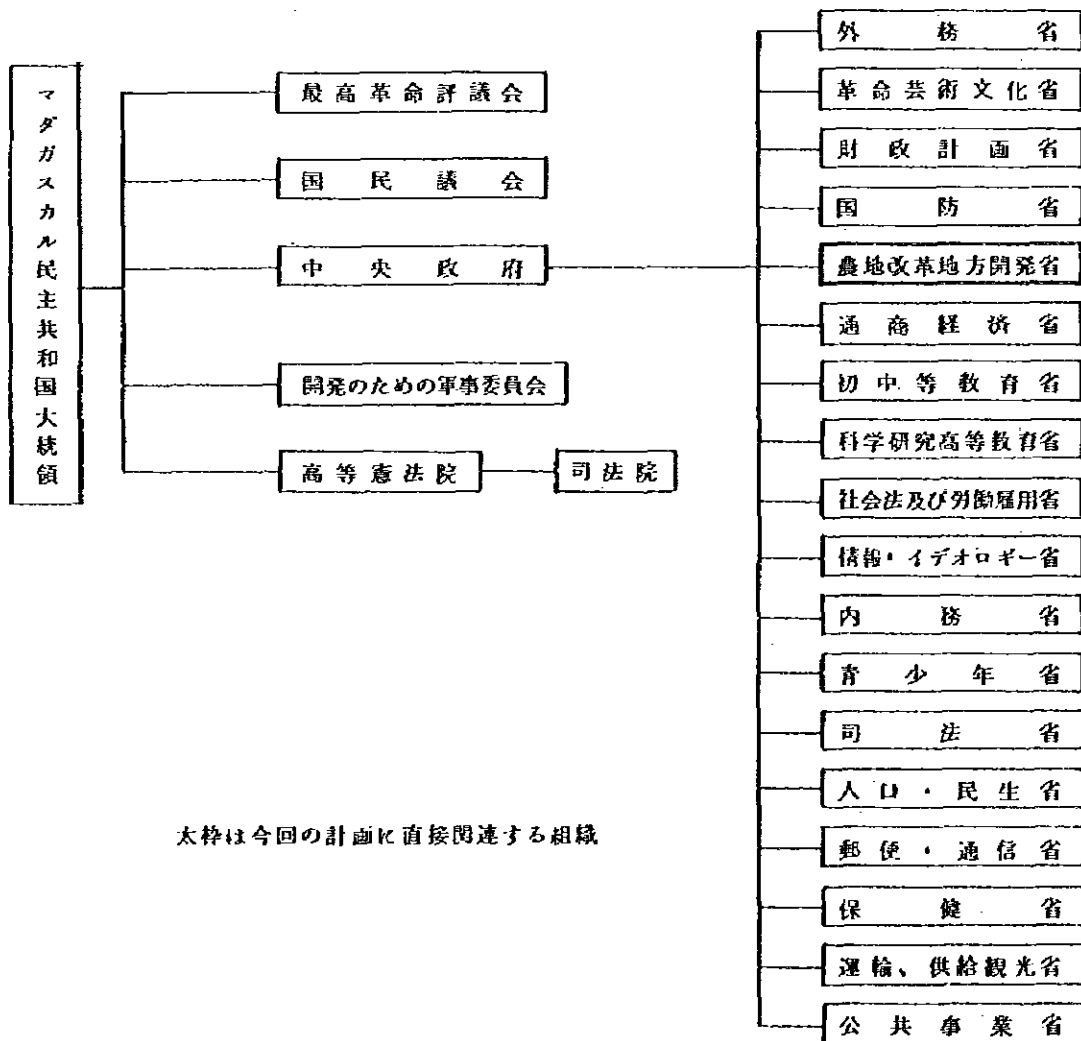 マダガスカル民主共和国大統領
最高革命評議会
国民議会
中央政府
開発のための軍事委員会
高等憲法院
司法院
外務省
革命芸術文化省
財政計画省
国防省
農地改革地方開発省
通商経済省
初中等教育省
科学研究高等教育省
社会法及び労働雇用省
情報・イデオロギー省
内務省
青少年省
司法省
人口・民生省
郵便・通信省
保健省
運輸、供給観光省
公共事業省
太枠は今回の計画に直接関連する組織